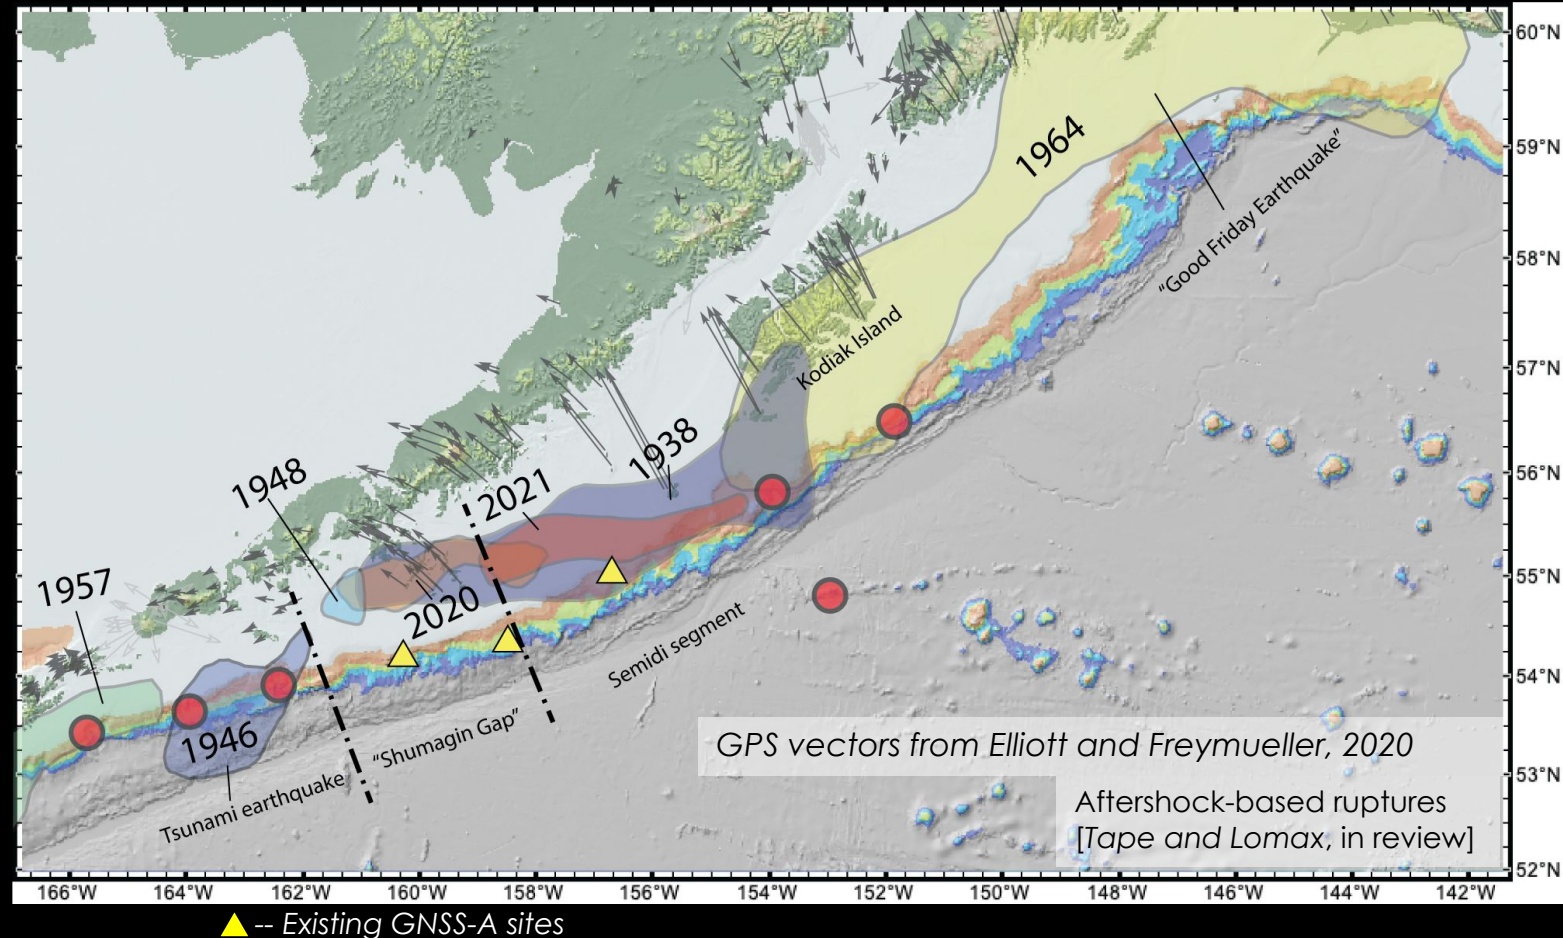 60°N
59°N
58°N
57°N
56°N
55°N
54°N
53°N
52°N
1964
"Good Friday Earthquake"
Kodiak Island
1938
2021
1948
2020
1957
1946
Semidi segment
"Shumagin Gap"
Tsunami earthquake
GPS vectors from Elliott and Freymueller, 2020
Aftershock-based ruptures
[Tape and Lomax, in review]
166°W 164°W 162°W 160°W 158°W 156°W 154°W 152°W 150°W 148°W 146°W 144°W 142°W
-- Existing GNSS-A sites